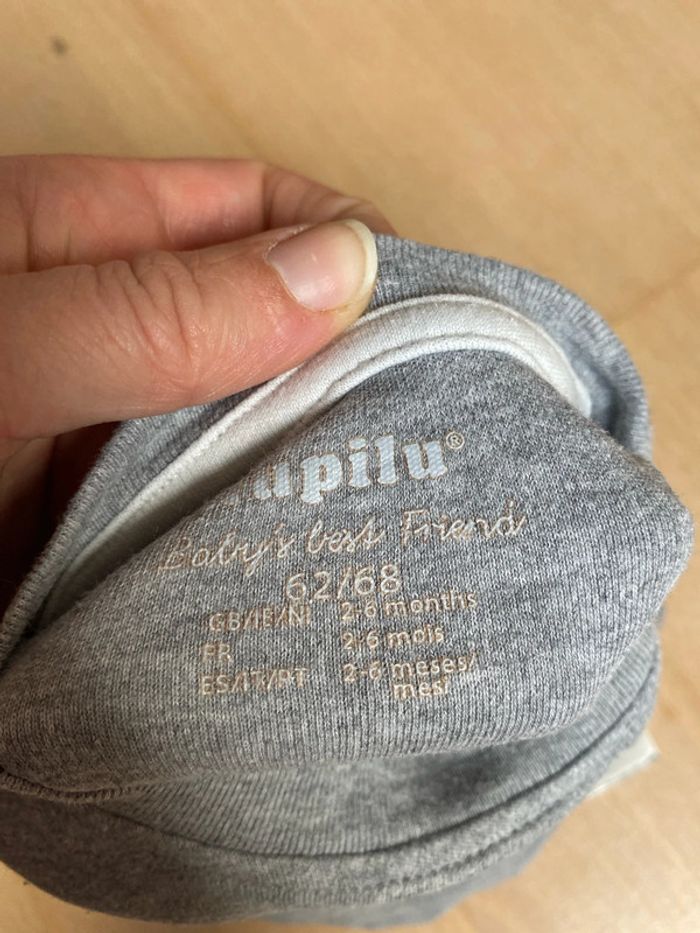 upilu®
Baby's best Friend
62/68
GB/IE/NI 2-6 months
FR 2-6 mois
ES/IT/PT 2-6 meses/
mesi